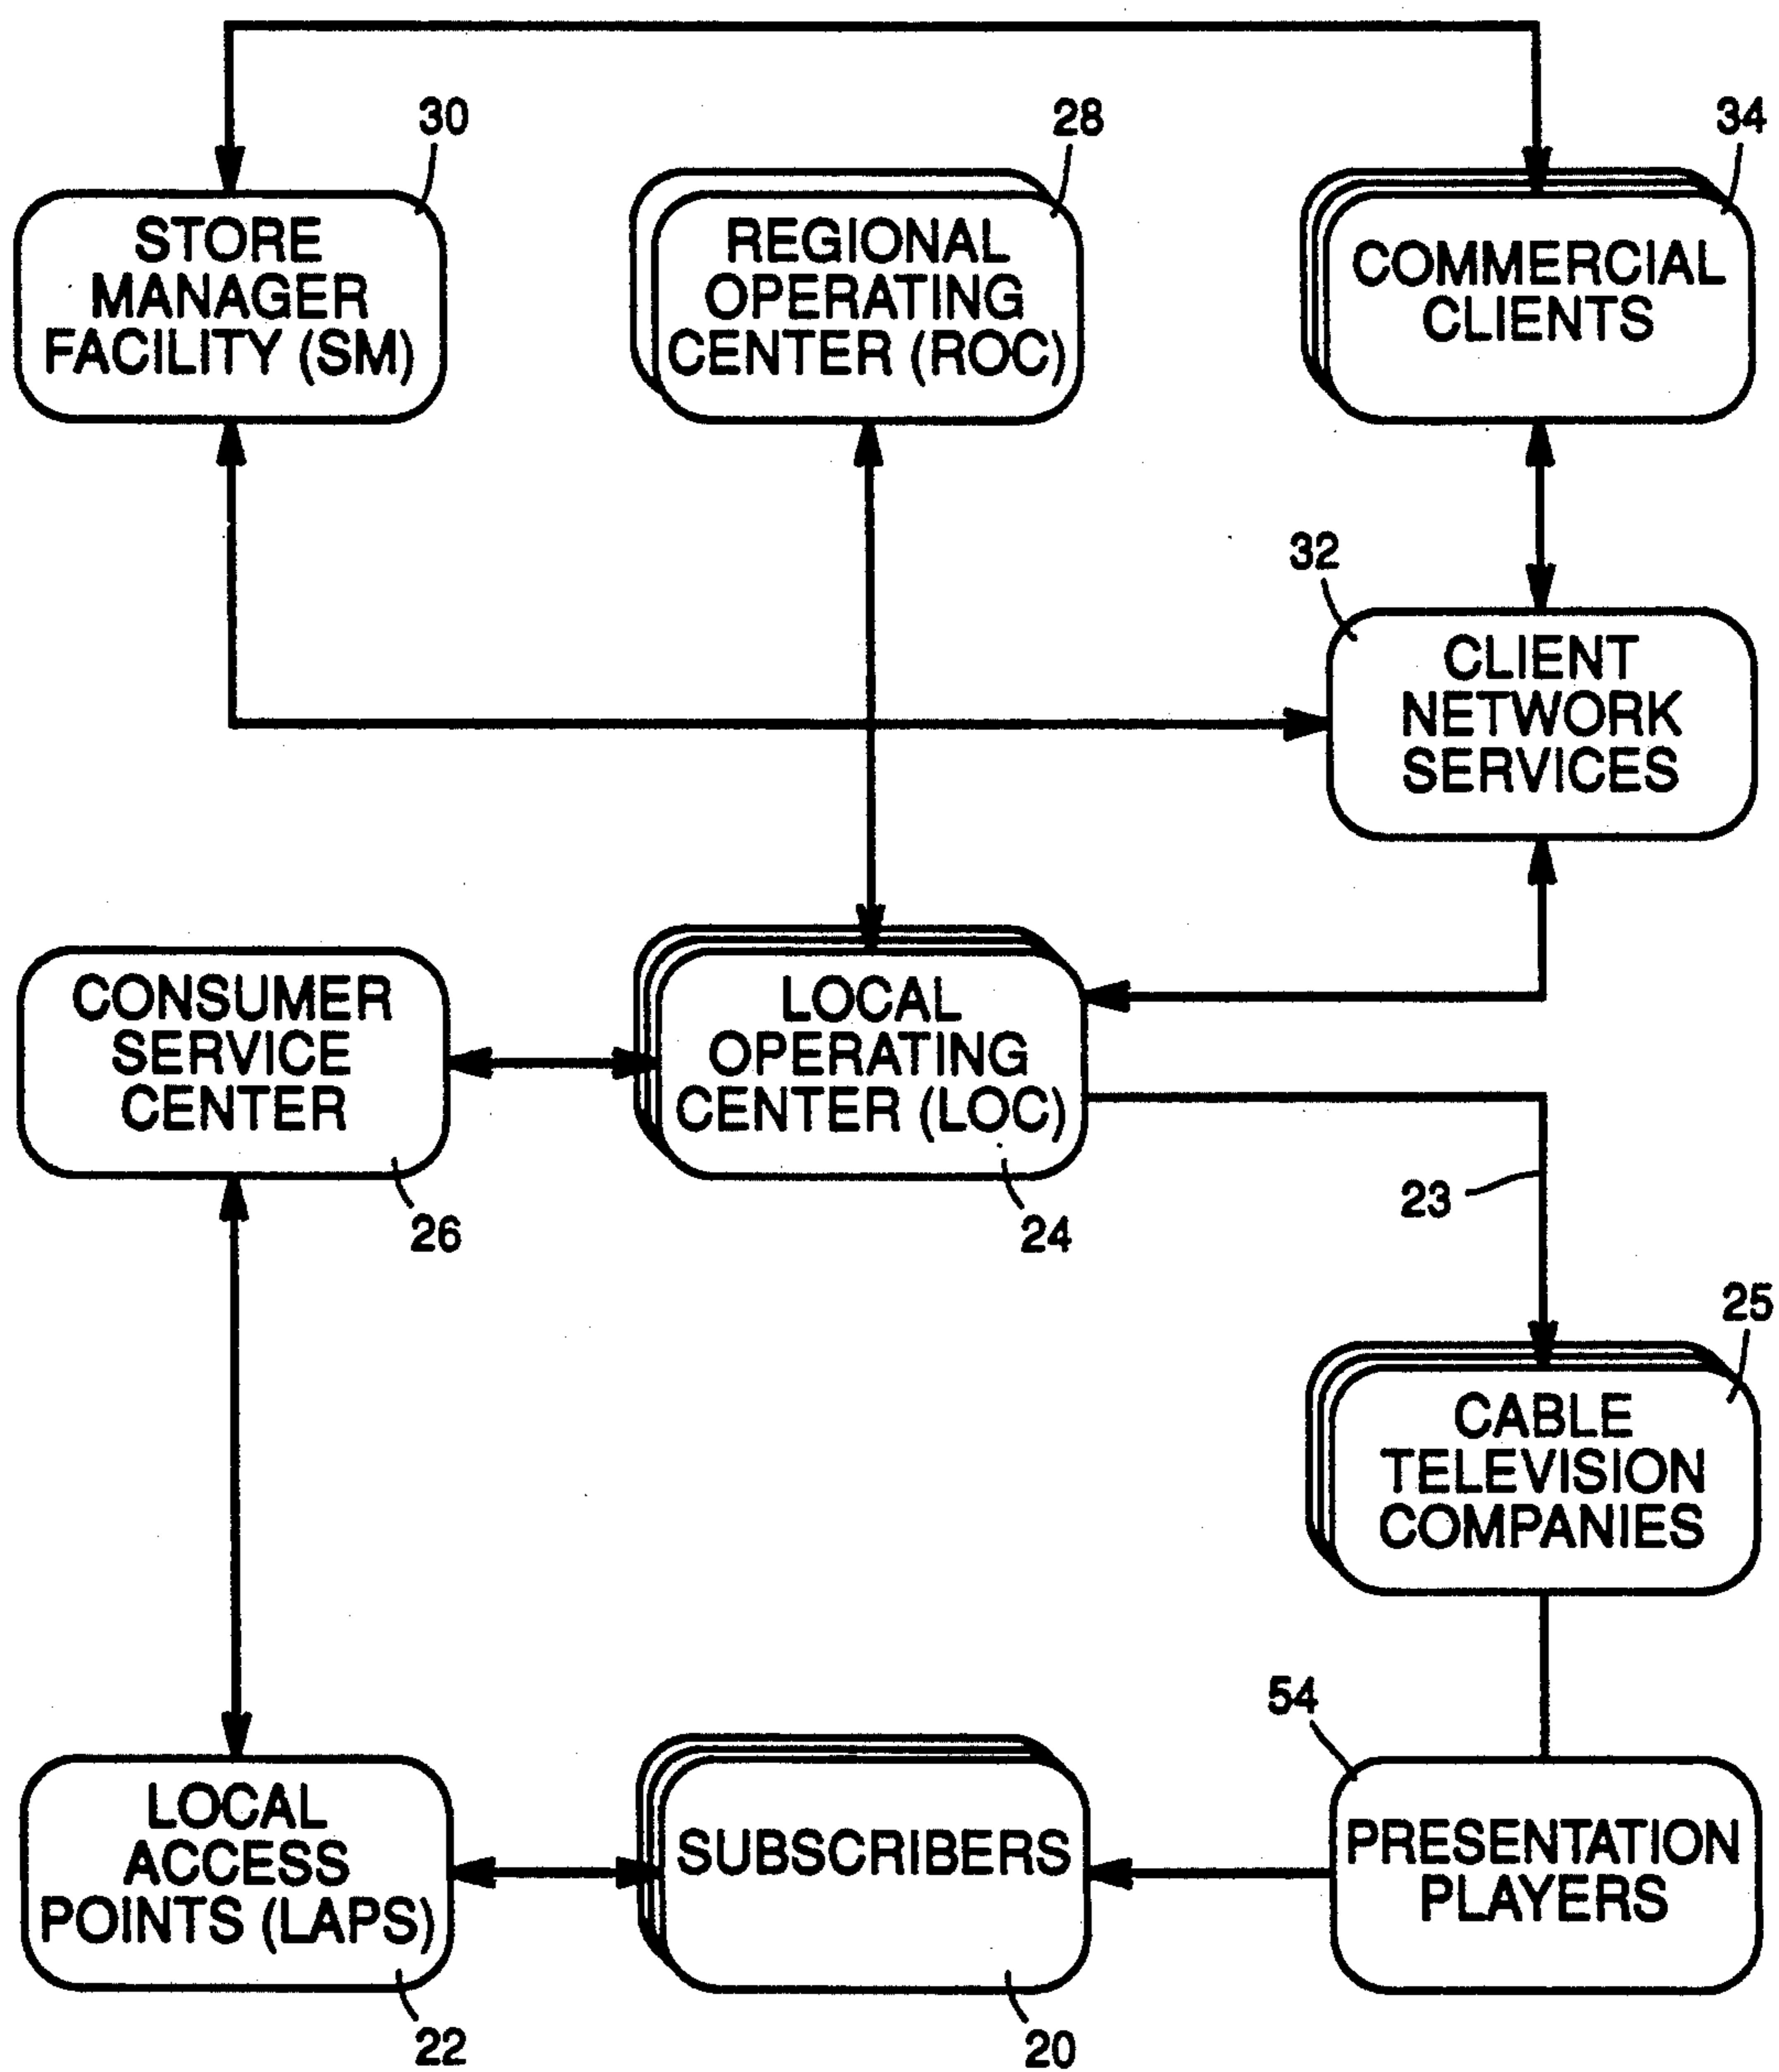 30
28
34
STORE
MANAGER
FACILITY (SM)
REGIONAL
OPERATING
CENTER (ROC)
COMMERCIAL
CLIENTS
32
CLIENT
NETWORK
SERVICES
CONSUMER
SERVICE
CENTER
26
LOCAL
OPERATING
CENTER (LOC)
24
23
25
CABLE
TELEVISION
COMPANIES
54
LOCAL
ACCESS
POINTS (LAPS)
22
SUBSCRIBERS
20
PRESENTATION
PLAYERS